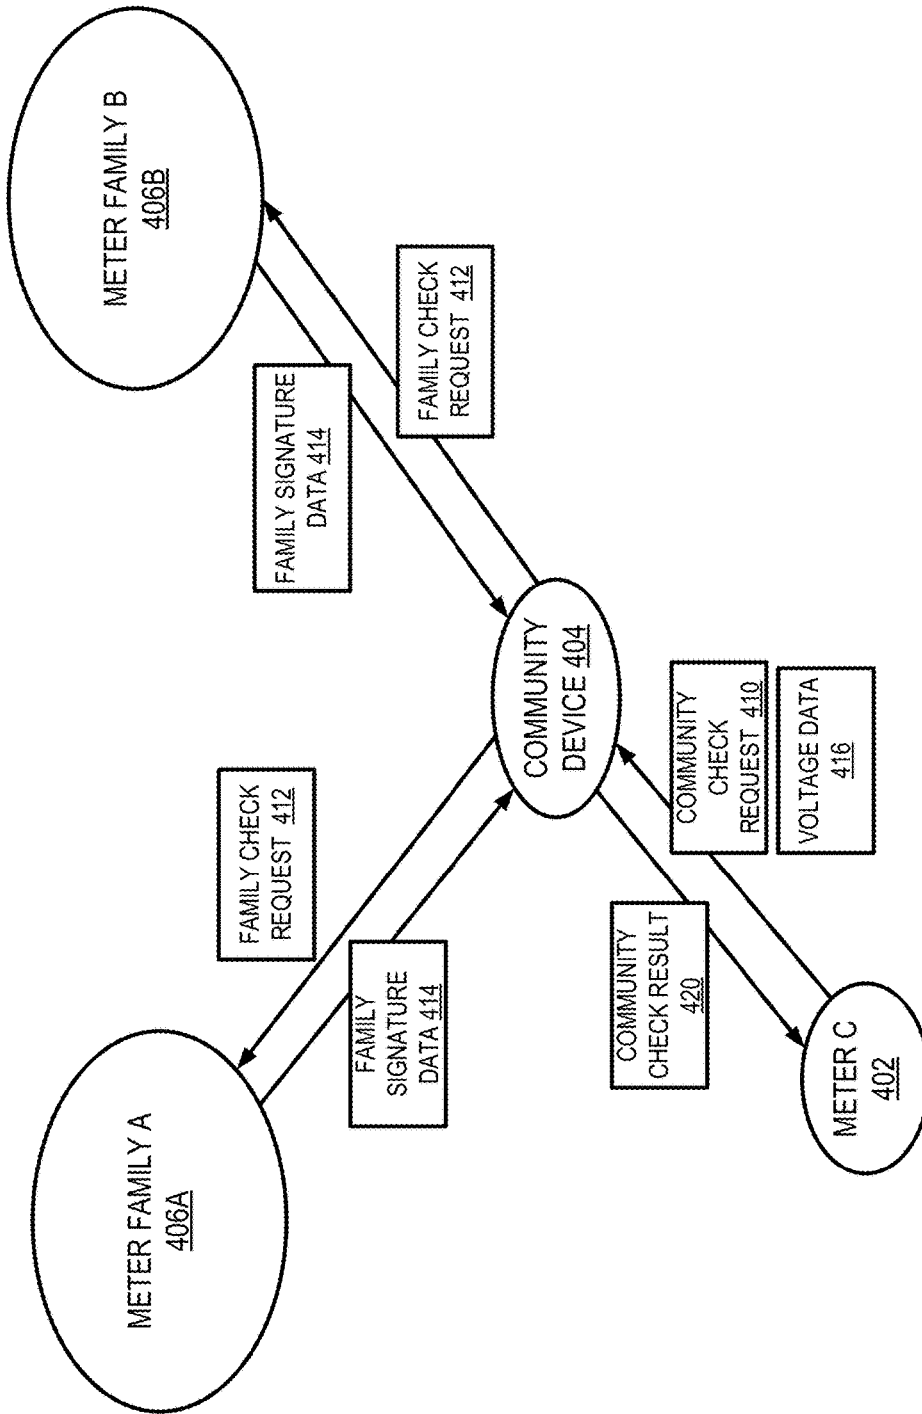 METER FAMILY A
406A
METER FAMILY B
406B
FAMILY CHECK
REQUEST 412
FAMILY SIGNATURE
DATA 414
FAMILY
SIGNATURE
DATA 414
FAMILY CHECK
REQUEST 412
COMMUNITY
DEVICE 404
COMMUNITY
CHECK RESULT
420
COMMUNITY
CHECK
REQUEST 410
VOLTAGE DATA
416
METER C
402